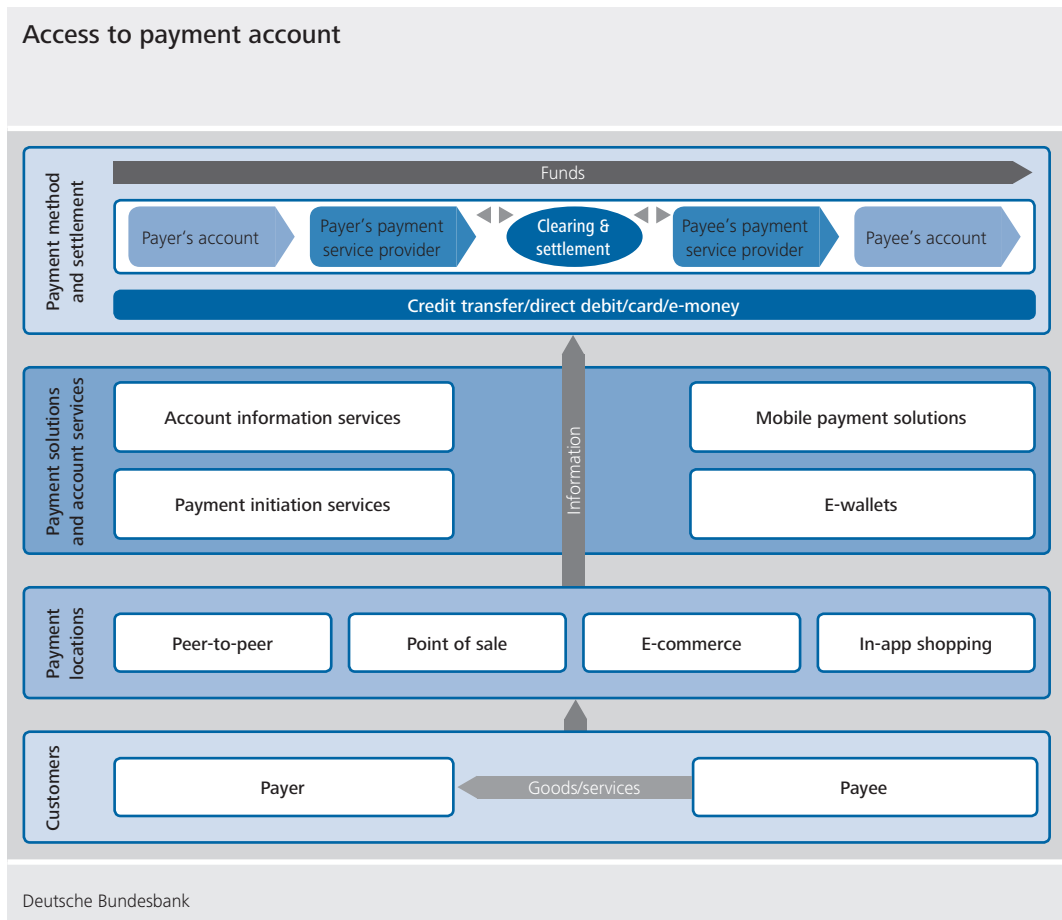 Access to payment account
Payment method
and settlement
Funds
Payer's account
Payer's payment
service provider
Clearing &
settlement
Payee's payment
service provider
Payee's account
Credit transfer/direct debit/card/e-money
Payment solutions
and account services
Account information services
Mobile payment solutions
Payment initiation services
E-wallets
Information
Payment
locations
Peer-to-peer
Point of sale
E-commerce
In-app shopping
Customers
Payer
Goods/services
Payee
Deutsche Bundesbank